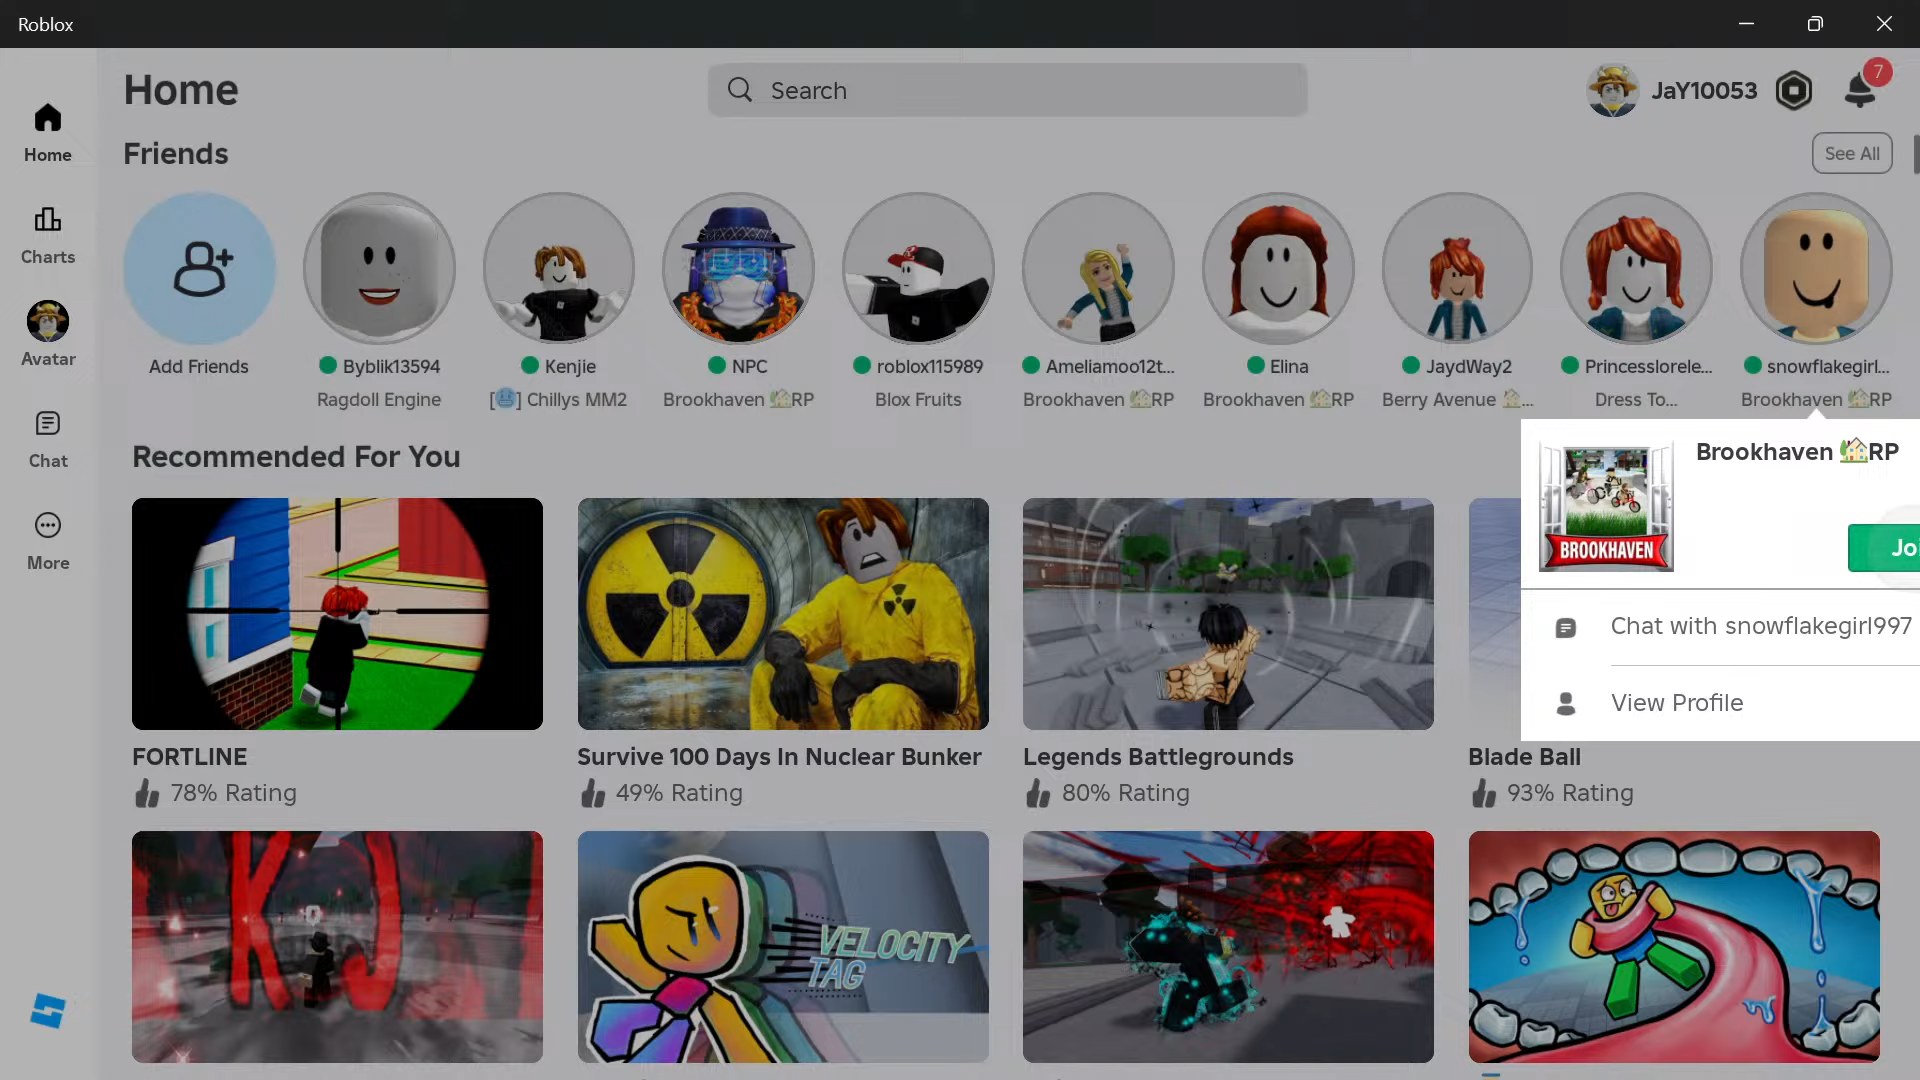 Roblox
Home
Search
JaY10053
7
Friends
See All
Home
Charts
Avatar
Chat
More
Add Friends
Byblik13594
Kenjie
NPC
roblox115989
Ameliamoo12t...
Elina
JaydWay2
Princesslorele...
snowflakegirl...
Ragdoll Engine
[🥶] Chillys MM2
Brookhaven 🏡RP
Blox Fruits
Brookhaven 🏡RP
Brookhaven 🏡RP
Berry Avenue 🏠...
Dress To...
Brookhaven 🏡RP
Recommended For You
Brookhaven 🏡RP
BROOKHAVEN
Joi
Chat with snowflakegirl997
View Profile
FORTLINE
78% Rating
Survive 100 Days In Nuclear Bunker
49% Rating
Legends Battlegrounds
80% Rating
Blade Ball
93% Rating
KJ
VELOCITY
TAG